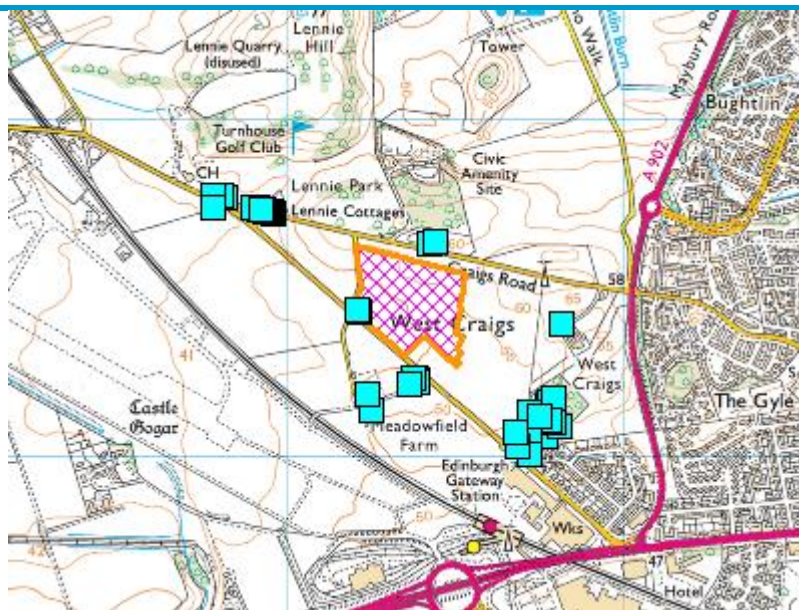 Lennie Quarry
(disused)
Lennie
Hill
Tower
Walk
Burn
Maybury Road
Bughtlin
A 902
Turnhouse
Golf Club
CH
Civic
Amenity
Site
Lennie Park
Lennie Cottages
60
Craigs Road
58
60
65
West Craigs
41
West
Craigs
The Gyle
Castle
Gogar
50
Meadowfield
Farm
Edinburgh
Gateway
Station
50
Wks
47
Hotel